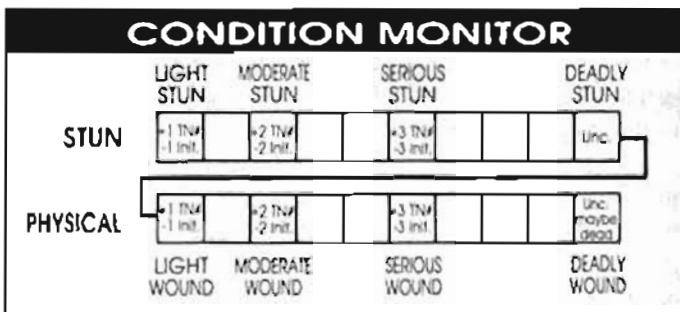 CONDITION MONITOR
LIGHT MODERATE SERIOUS DEADLY
STUN STUN STUN STUN
STUN
+1 TN# +2 TN# +3 TN# Unc.
-1 Init. -2 Init. -3 Init.
PHYSICAL
+1 TN# +2 TN# +3 TN# Unc.
-1 Init. -2 Init. -3 Init. maybe
dead
LIGHT MODERATE SERIOUS DEADLY
WOUND WOUND WOUND WOUND